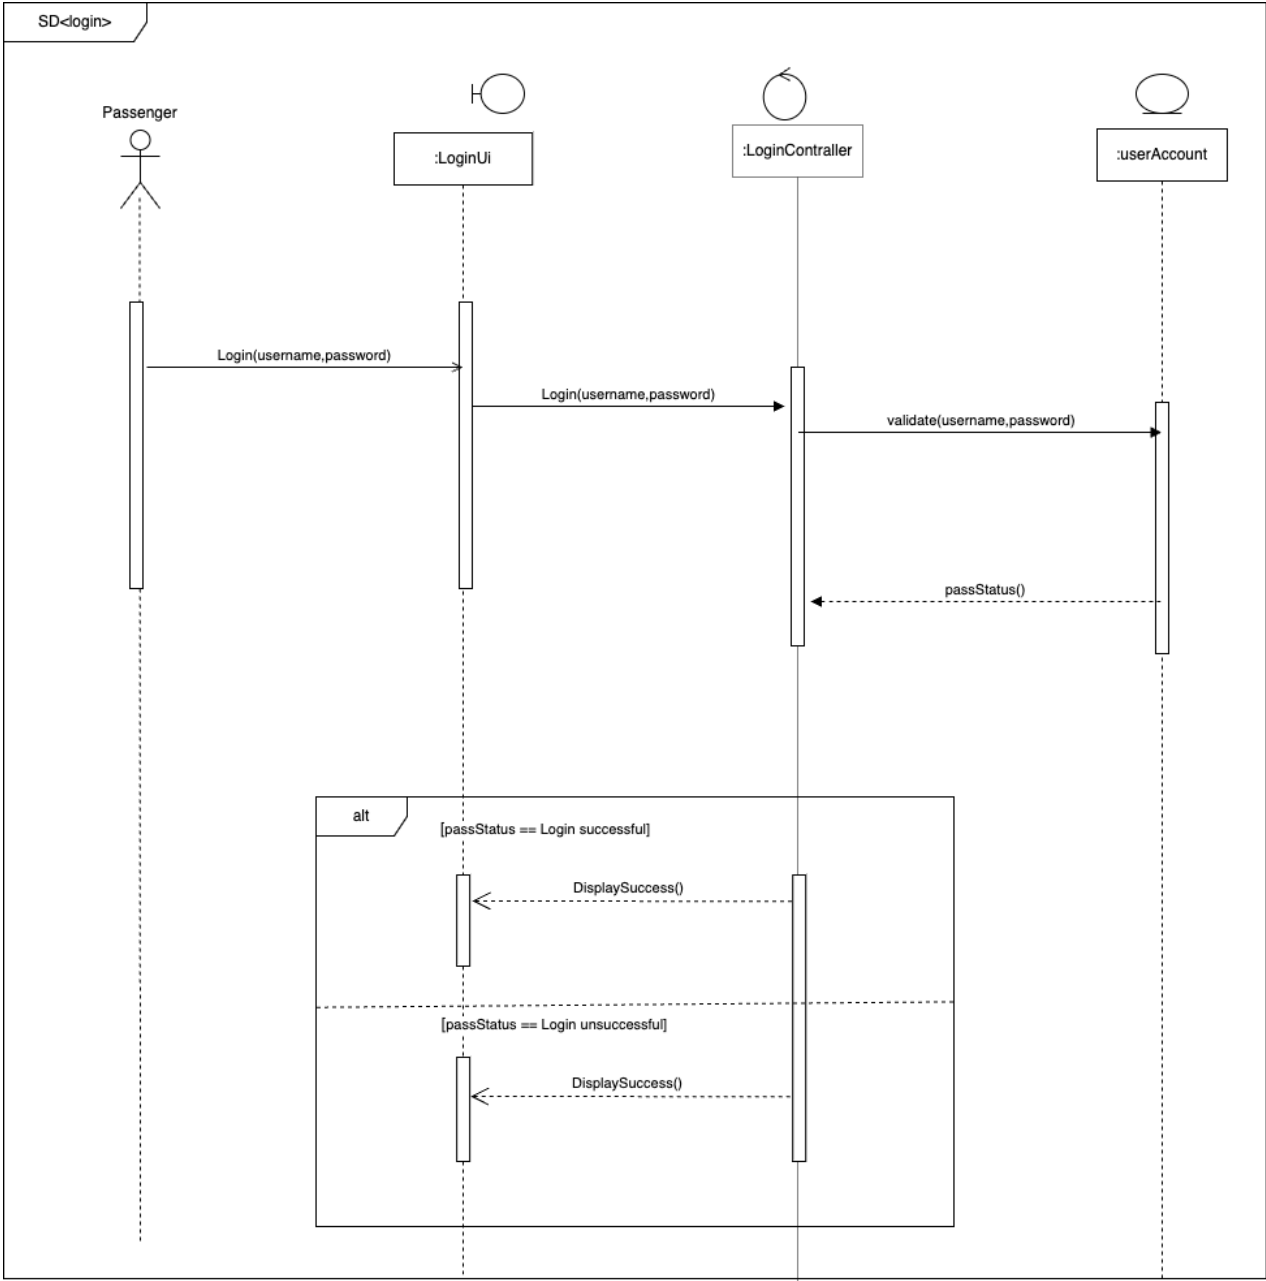 SD<login>
Passenger
:LoginUi
:LoginContraller
:userAccount
Login(username,password)
Login(username,password)
validate(username,password)
passStatus()
alt
[passStatus == Login successful]
DisplaySuccess()
[passStatus == Login unsuccessful]
DisplaySuccess()